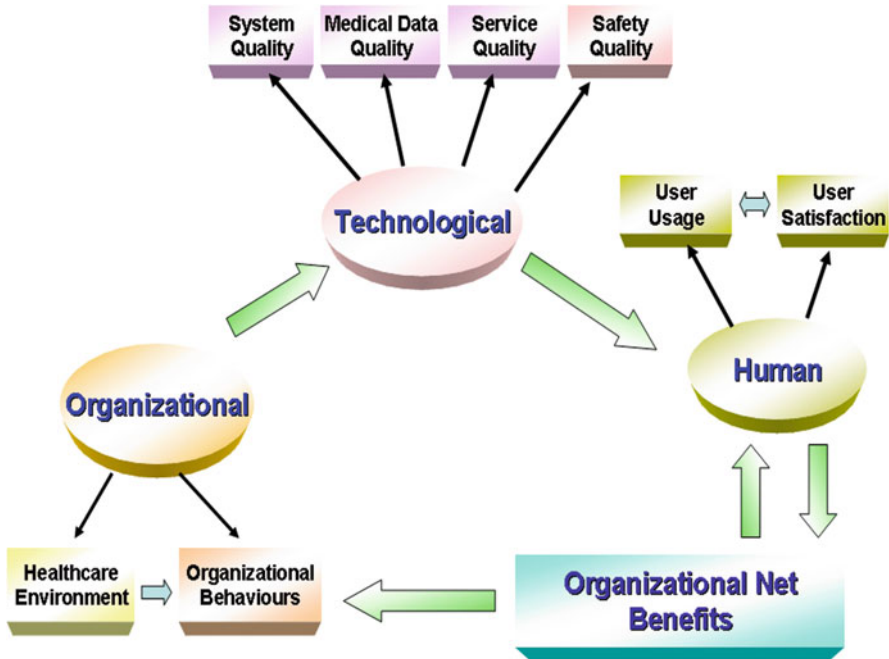 System
Quality
Medical Data
Quality
Service
Quality
Safety
Quality
Technological
User
Usage
User
Satisfaction
Human
Organizational
Healthcare
Environment
Organizational
Behaviours
Organizational Net
Benefits